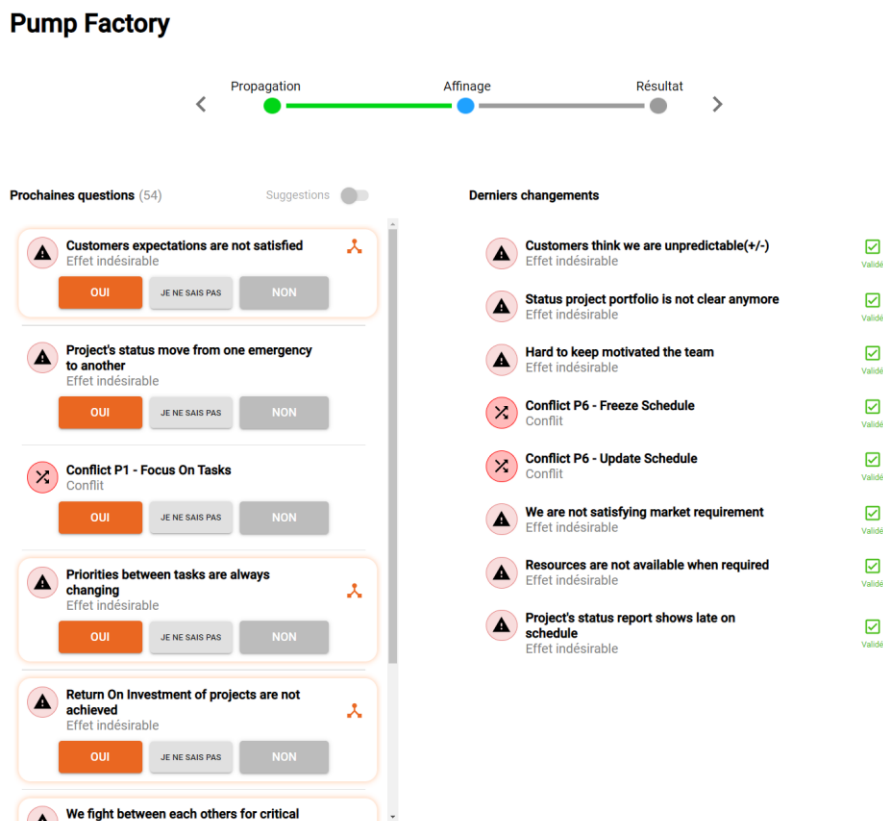 Pump Factory
Propagation
Affinage
Résultat
Prochaines questions (54)
Suggestions
Customers expectations are not satisfied
Effet indésirable
OUI
JE NE SAIS PAS
NON
Project's status move from one emergency
to another
Effet indésirable
OUI
JE NE SAIS PAS
NON
Conflict P1 - Focus On Tasks
Conflit
OUI
JE NE SAIS PAS
NON
Priorities between tasks are always
changing
Effet indésirable
OUI
JE NE SAIS PAS
NON
Return On Investment of projects are not
achieved
Effet indésirable
OUI
JE NE SAIS PAS
NON
We fight between each others for critical
Derniers changements
Customers think we are unpredictable(+/-)
Effet indésirable
Validé
Status project portfolio is not clear anymore
Effet indésirable
Validé
Hard to keep motivated the team
Effet indésirable
Validé
Conflict P6 - Freeze Schedule
Conflit
Validé
Conflict P6 - Update Schedule
Conflit
Validé
We are not satisfying market requirement
Effet indésirable
Validé
Resources are not available when required
Effet indésirable
Validé
Project's status report shows late on
schedule
Effet indésirable
Validé